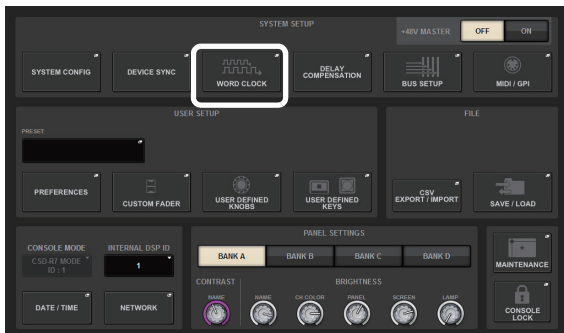 SYSTEM SETUP
+48V MASTER
OFF
ON
SYSTEM CONFIG
DEVICE SYNC
WORD CLOCK
DELAY
COMPENSATION
BUS SETUP
MIDI / GPI
USER SETUP
FILE
PRESET
PREFERENCES
CUSTOM FADER
USER DEFINED
KNOBS
USER DEFINED
KEYS
CSV
EXPORT / IMPORT
SAVE / LOAD
PANEL SETTINGS
CONSOLE MODE
INTERNAL DSP ID
CSD-R7 MODE
ID : 1
1
BANK A
BANK B
BANK C
BANK D
MAINTENANCE
CONTRAST
BRIGHTNESS
NAME
NAME
CH COLOR
PANEL
SCREEN
LAMP
DATE / TIME
NETWORK
CONSOLE
LOCK